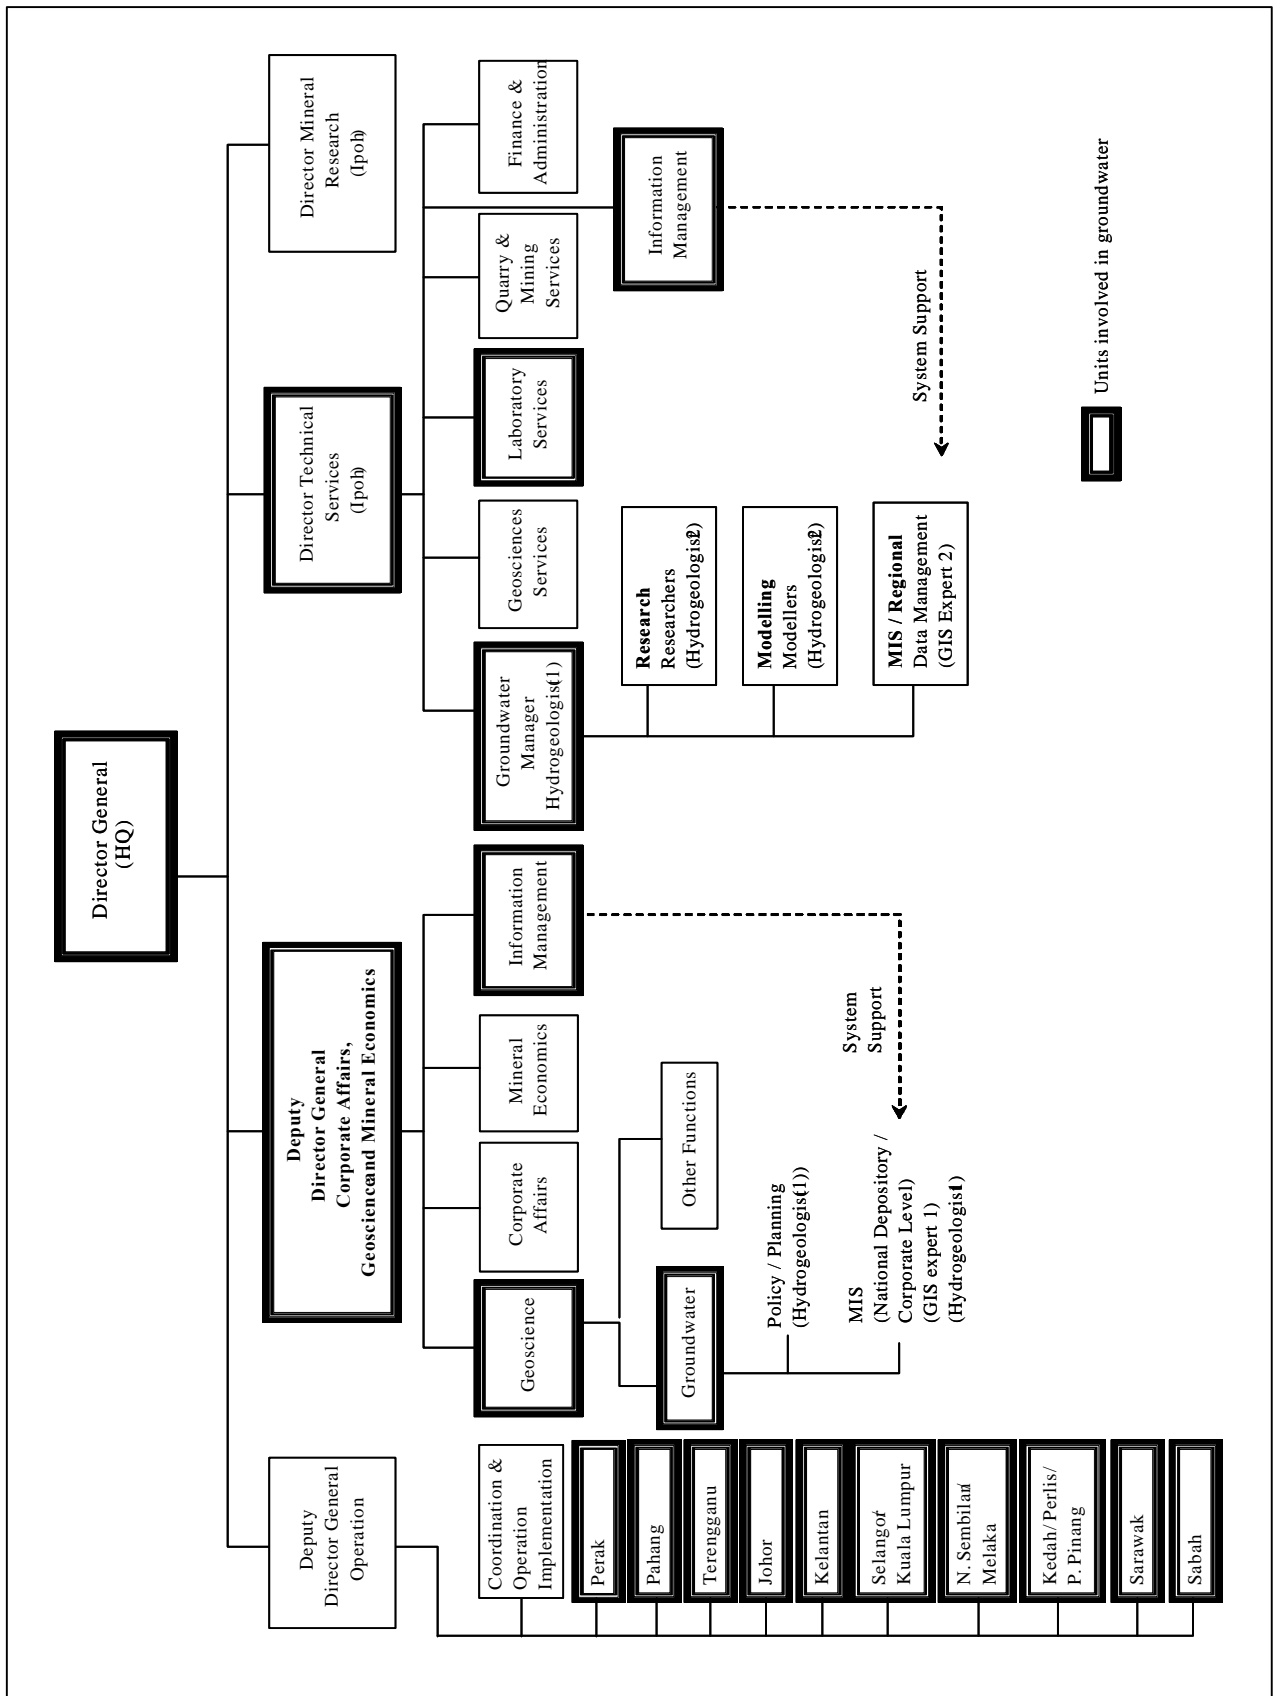 Director General
(HQ)
Deputy
Director General
Operation
Deputy
Director General
Corporate Affairs,
Geoscienceand Mineral Economics
Director Technical
Services
(Ipoh)
Director Mineral
Research
(Ipoh)
Coordination &
Operation
Implementation
Perak
Pahang
Terengganu
Johor
Kelantan
Selangor/
Kuala Lumpur
N. Sembilan/
Melaka
Kedah/ Perlis/
P. Pinang
Sarawak
Sabah
Geoscience
Corporate
Affairs
Mineral
Economics
Information
Management
Groundwater
Other Functions
Policy / Planning
(Hydrogeologist(1))
MIS
(National Depository /
Corporate Level)
(GIS expert 1)
(Hydrogeologist1)
System
Support
Groundwater
Manager
Hydrogeologist(1)
Geosciences
Services
Laboratory
Services
Quarry &
Mining
Services
Finance &
Administration
Information
Management
Research
Researchers
(Hydrogeologist2)
Modelling
Modellers
(Hydrogeologist2)
MIS / Regional
Data Management
(GIS Expert 2)
System Support
Units involved in groundwater